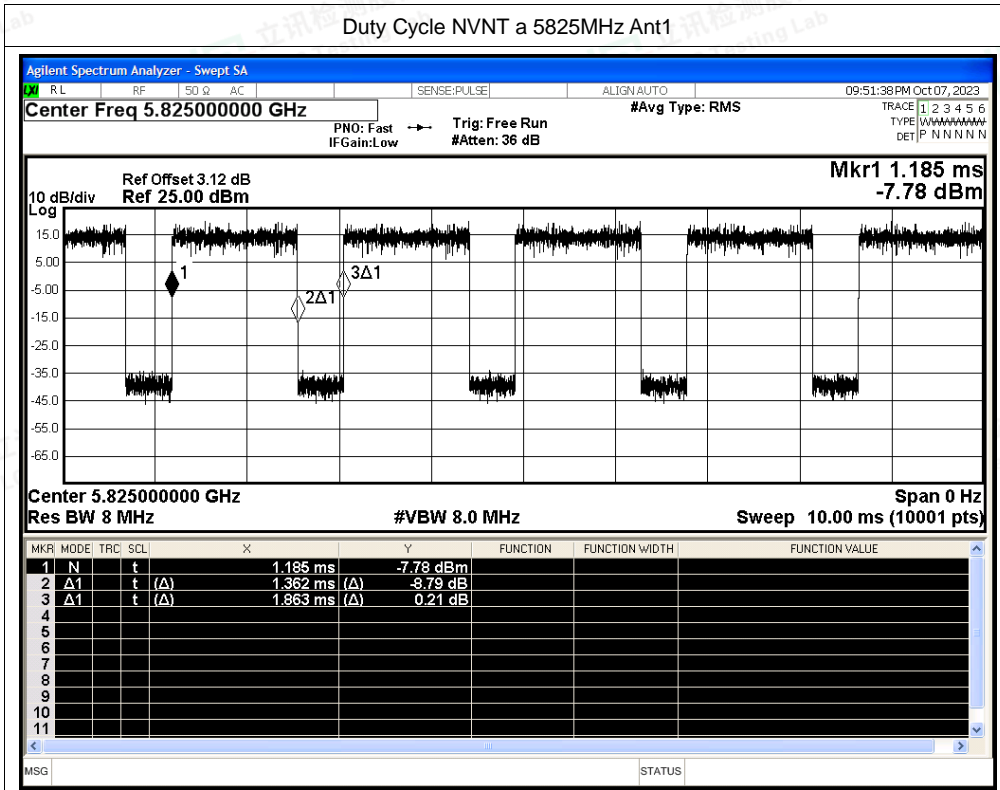 Duty Cycle NVNT a 5825MHz Ant1
Agilent Spectrum Analyzer - Swept SA
LXI RL RF 50 Ω AC SENSE:PULSE ALIGN AUTO 09:51:38 PM Oct 07, 2023
Center Freq 5.825000000 GHz #Avg Type: RMS TRACE 1 2 3 4 5 6
PNO: Fast Trig: Free Run TYPE WWWWWW
IFGain:Low #Atten: 36 dB DET P N N N N N
Mkr1 1.185 ms
Ref Offset 3.12 dB
10 dB/div Ref 25.00 dBm -7.78 dBm
Log
15.0
5.00
1 3Δ1
-5.00
2Δ1
-15.0
-25.0
-35.0
-45.0
-55.0
-65.0
Center 5.825000000 GHz Span 0 Hz
Res BW 8 MHz #VBW 8.0 MHz Sweep 10.00 ms (10001 pts)
MKR MODE TRC SCL X Y FUNCTION FUNCTION WIDTH FUNCTION VALUE
1 N t 1.185 ms -7.78 dBm
2 Δ1 t (Δ) 1.362 ms (Δ) -8.79 dB
3 Δ1 t (Δ) 1.863 ms (Δ) 0.21 dB
4
5
6
7
8
9
10
11
MSG STATUS